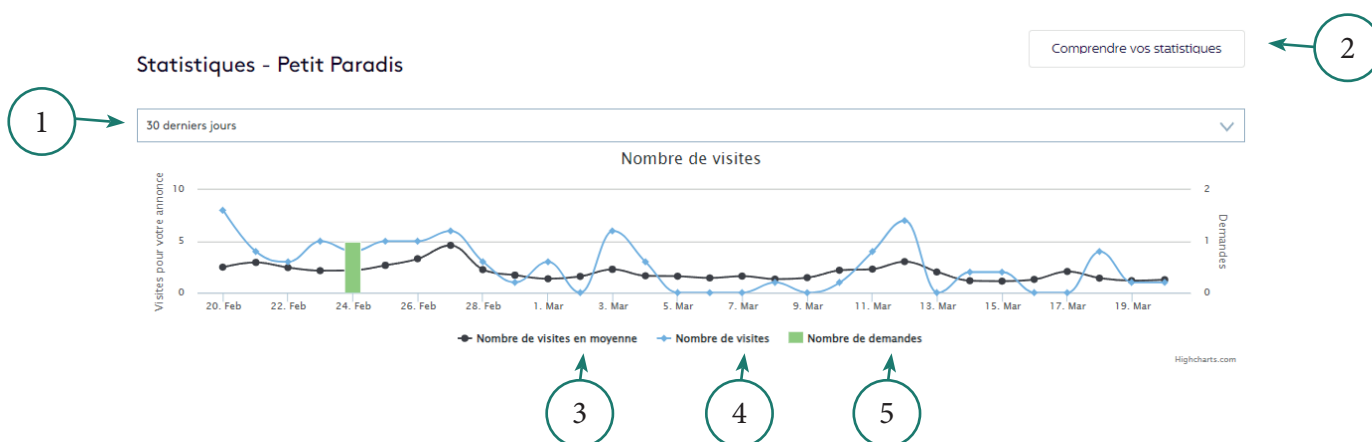 Comprendre vos statistiques
2
Statistiques - Petit Paradis
1
30 derniers jours
Nombre de visites
Visites pour votre annonce
10
5
0
2
1
0
Demandes
20. Feb
22. Feb
24. Feb
26. Feb
28. Feb
1. Mar
3. Mar
5. Mar
7. Mar
9. Mar
11. Mar
13. Mar
15. Mar
17. Mar
19. Mar
Nombre de visites en moyenne
Nombre de visites
Nombre de demandes
Highcharts.com
3
4
5